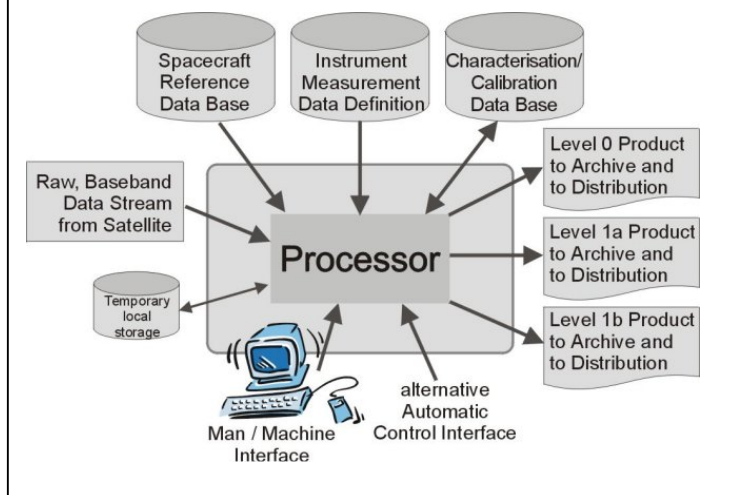 Spacecraft
Reference
Data Base
Instrument
Measurement
Data Definition
Characterisation/
Calibration
Data Base
Raw, Baseband
Data Stream
from Satellite
Level 0 Product
to Archive and
to Distribution
Processor
Level 1a Product
to Archive and
to Distribution
Temporary
local
storage
Level 1b Product
to Archive and
to Distribution
Man / Machine
Interface
alternative
Automatic
Control Interface